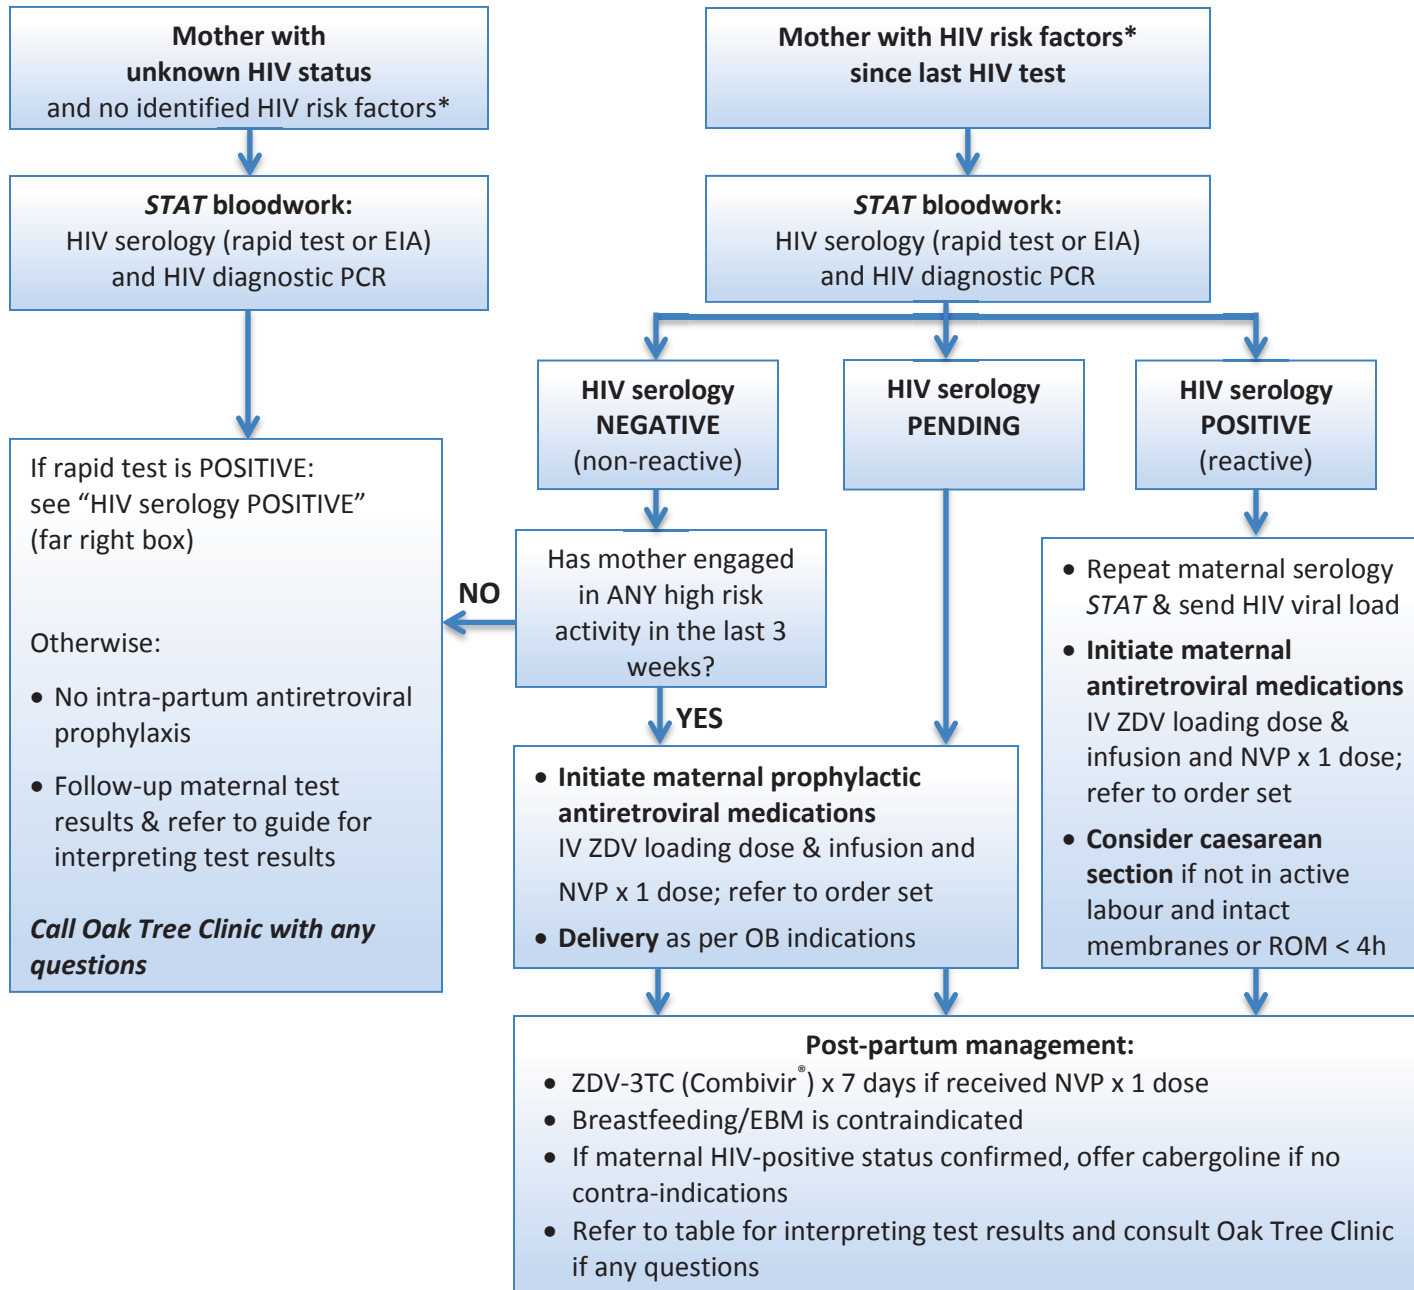 Mother with
unknown HIV status
and no identified HIV risk factors*
Mother with HIV risk factors*
since last HIV test
STAT bloodwork:
HIV serology (rapid test or EIA)
and HIV diagnostic PCR
STAT bloodwork:
HIV serology (rapid test or EIA)
and HIV diagnostic PCR
HIV serology
NEGATIVE
(non-reactive)
HIV serology
PENDING
HIV serology
POSITIVE
(reactive)
If rapid test is POSITIVE:
see “HIV serology POSITIVE”
(far right box)
Otherwise:
• No intra-partum antiretroviral
prophylaxis
• Follow-up maternal test
results & refer to guide for
interpreting test results
Call Oak Tree Clinic with any
questions
NO
Has mother engaged
in ANY high risk
activity in the last 3
weeks?
YES
• Initiate maternal prophylactic
antiretroviral medications
IV ZDV loading dose & infusion and
NVP x 1 dose; refer to order set
• Delivery as per OB indications
• Repeat maternal serology
STAT & send HIV viral load
• Initiate maternal
antiretroviral medications
IV ZDV loading dose &
infusion and NVP x 1 dose;
refer to order set
• Consider caesarean
section if not in active
labour and intact
membranes or ROM < 4h
Post-partum management:
• ZDV-3TC (Combivir®) x 7 days if received NVP x 1 dose
• Breastfeeding/EBM is contraindicated
• If maternal HIV-positive status confirmed, offer cabergoline if no
contra-indications
• Refer to table for interpreting test results and consult Oak Tree Clinic
if any questions